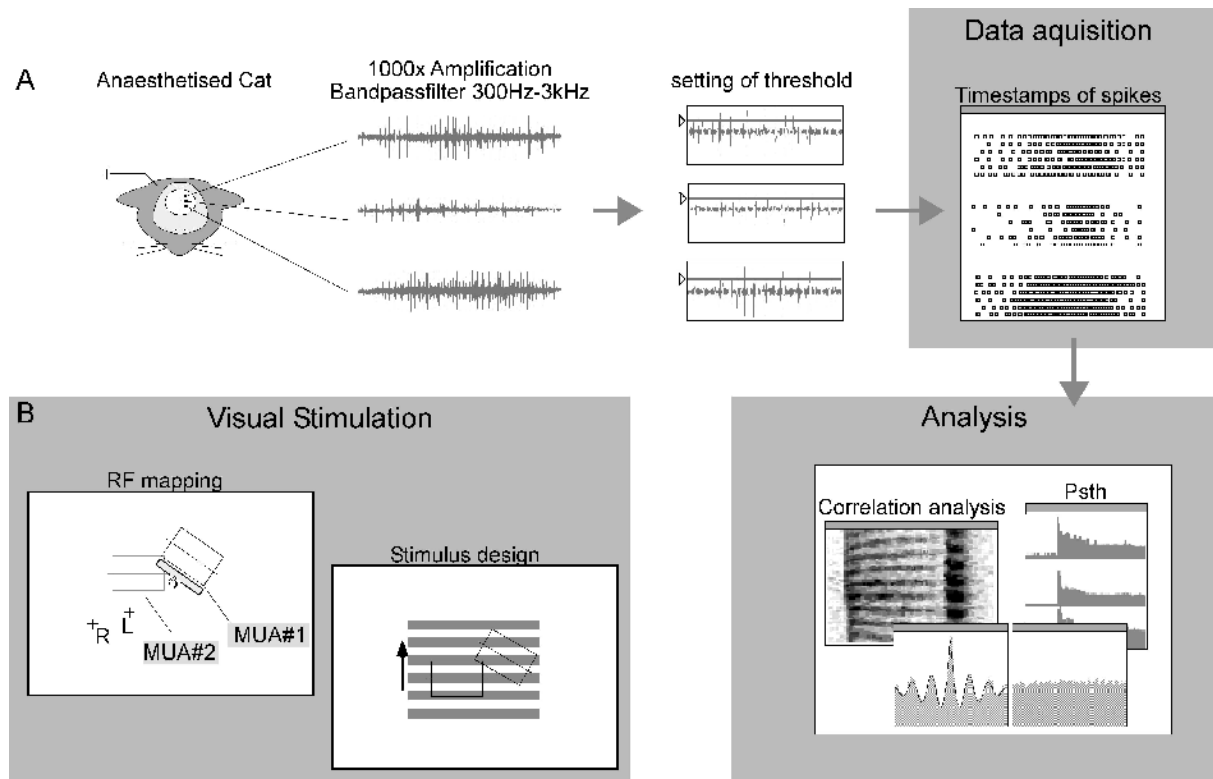 Data aquisition
A
Anaesthetised Cat
1000x Amplification
Bandpassfilter 300Hz-3kHz
setting of threshold
Timestamps of spikes
B
Visual Stimulation
RF mapping
R
L
MUA#1
MUA#2
Stimulus design
Analysis
Correlation analysis
Psth